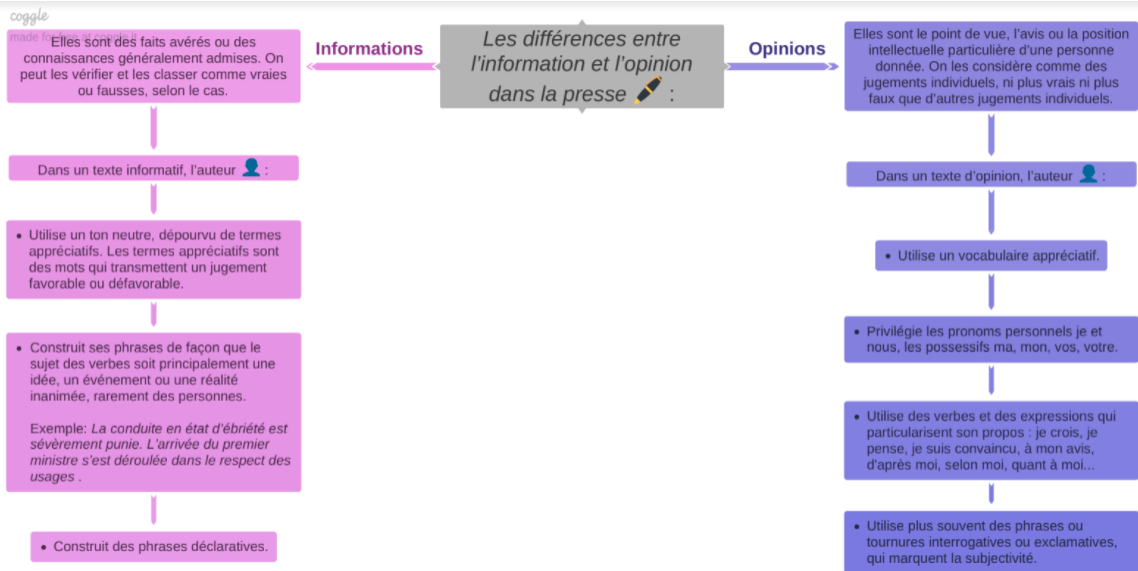 coggle
made for free at coggle.it
Les différences entre
l'information et l'opinion
dans la presse :
Informations
Elles sont des faits avérés ou des
connaissances généralement admises. On
peut les vérifier et les classer comme vraies
ou fausses, selon le cas.
Dans un texte informatif, l'auteur :
• Utilise un ton neutre, dépourvu de termes
appréciatifs. Les termes appréciatifs sont
des mots qui transmettent un jugement
favorable ou défavorable.
• Construit ses phrases de façon que le
sujet des verbes soit principalement une
idée, un événement ou une réalité
inanimée, rarement des personnes.
Exemple: La conduite en état d'ébriété est
sévèrement punie. L'arrivée du premier
ministre s'est déroulée dans le respect des
usages .
• Construit des phrases déclaratives.
Opinions
Elles sont le point de vue, l'avis ou la position
intellectuelle particulière d'une personne
donnée. On les considère comme des
jugements individuels, ni plus vrais ni plus
faux que d'autres jugements individuels.
Dans un texte d'opinion, l'auteur :
• Utilise un vocabulaire appréciatif.
• Privilégie les pronoms personnels je et
nous, les possessifs ma, mon, vos, votre.
• Utilise des verbes et des expressions qui
particularisent son propos : je crois, je
pense, je suis convaincu, à mon avis,
d'après moi, selon moi, quant à moi...
• Utilise plus souvent des phrases ou
tournures interrogatives ou exclamatives,
qui marquent la subjectivité.